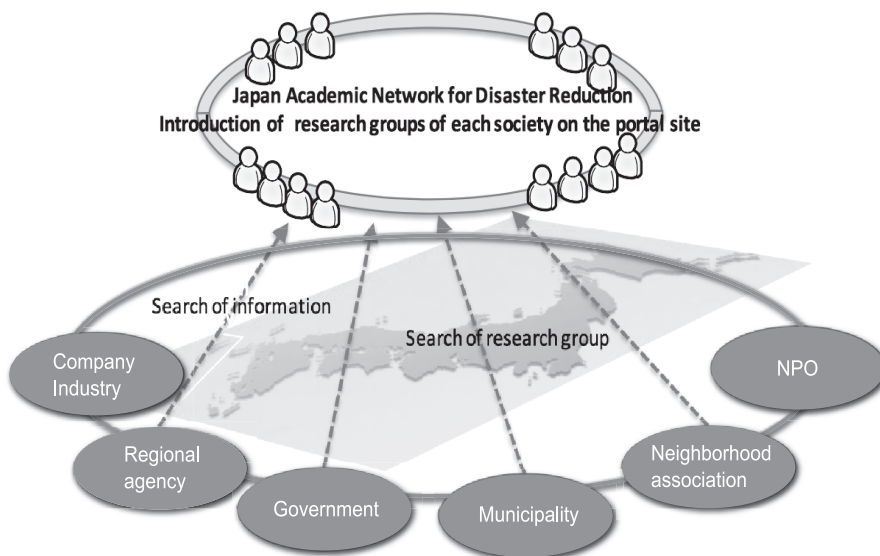 Japan Academic Network for Disaster Reduction
Introduction of research groups of each society on the portal site
Search of information
Search of research group
Company
Industry
NPO
Regional
agency
Neighborhood
association
Government
Municipality